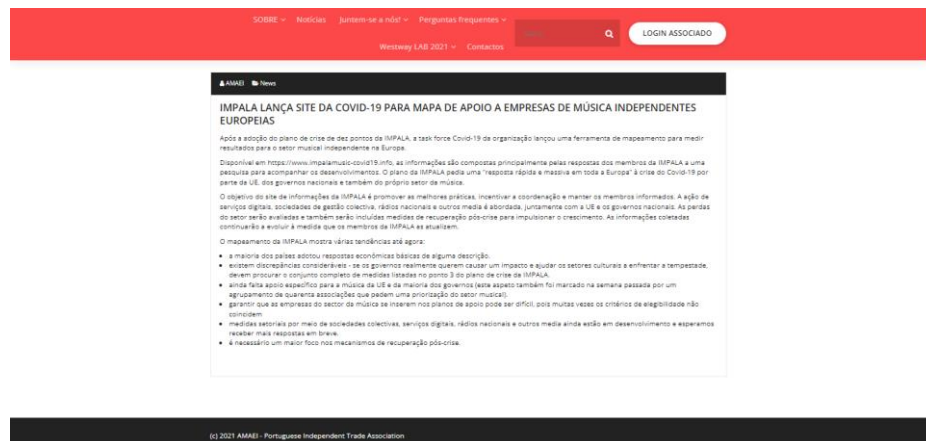 SOBRE Notícias Juntem-se a nós! Perguntas frequentes
LOGIN ASSOCIADO
Westway LAB 2021 Contactos
AMAEI News
IMPALA LANÇA SITE DA COVID-19 PARA MAPA DE APOIO A EMPRESAS DE MÚSICA INDEPENDENTES
EUROPEIAS
Após a adoção do plano de crise de dez pontos da IMPALA, a task force Covid-19 da organização lançou uma ferramenta de mapeamento para medir
resultados para o setor musical independente na Europa.
Disponível em https://www.impalamusic-covid19.info, as informações são compostas principalmente pelas respostas dos membros da IMPALA a uma
pesquisa para acompanhar os desenvolvimentos. O plano da IMPALA pedia uma "resposta rápida e massiva em toda a Europa" à crise do Covid-19 por
parte da UE, dos governos nacionais e também do próprio setor da música.
O objetivo do site de informações da IMPALA é promover as melhores práticas, incentivar a coordenação e manter os membros informados. A ação de
serviços digitais, sociedades de gestão colectiva, rádios nacionais e outros media é abordada, juntamente com a UE e os governos nacionais. As perdas
do setor serão avaliadas e também serão incluídas medidas de recuperação pós-crise para impulsionar o crescimento. As informações coletadas
continuarão a evoluir à medida que os membros da IMPALA as atualizem.
O mapeamento da IMPALA mostra várias tendências até agora:
• a maioria dos países adotou respostas económicas básicas de alguma descrição.
• existem discrepâncias consideráveis - se os governos realmente querem causar um impacto e ajudar os setores culturais a enfrentar a tempestade,
devem procurar o conjunto completo de medidas listadas no ponto 3 do plano de crise da IMPALA.
• ainda falta apoio específico para a música da UE e da maioria dos governos (este aspeto também foi marcado na semana passada por um
agrupamento de quarenta associações que pedem uma priorização do setor musical).
• garantir que as empresas do sector da música se inserem nos planos de apoio pode ser difícil, pois muitas vezes os critérios de elegibilidade não
coincidem
• medidas setoriais por meio de sociedades colectivas, serviços digitais, rádios nacionais e outros media ainda estão em desenvolvimento e esperamos
receber mais respostas em breve.
• é necessário um maior foco nos mecanismos de recuperação pós-crise.
(c) 2021 AMAEI - Portuguese Independent Trade Association